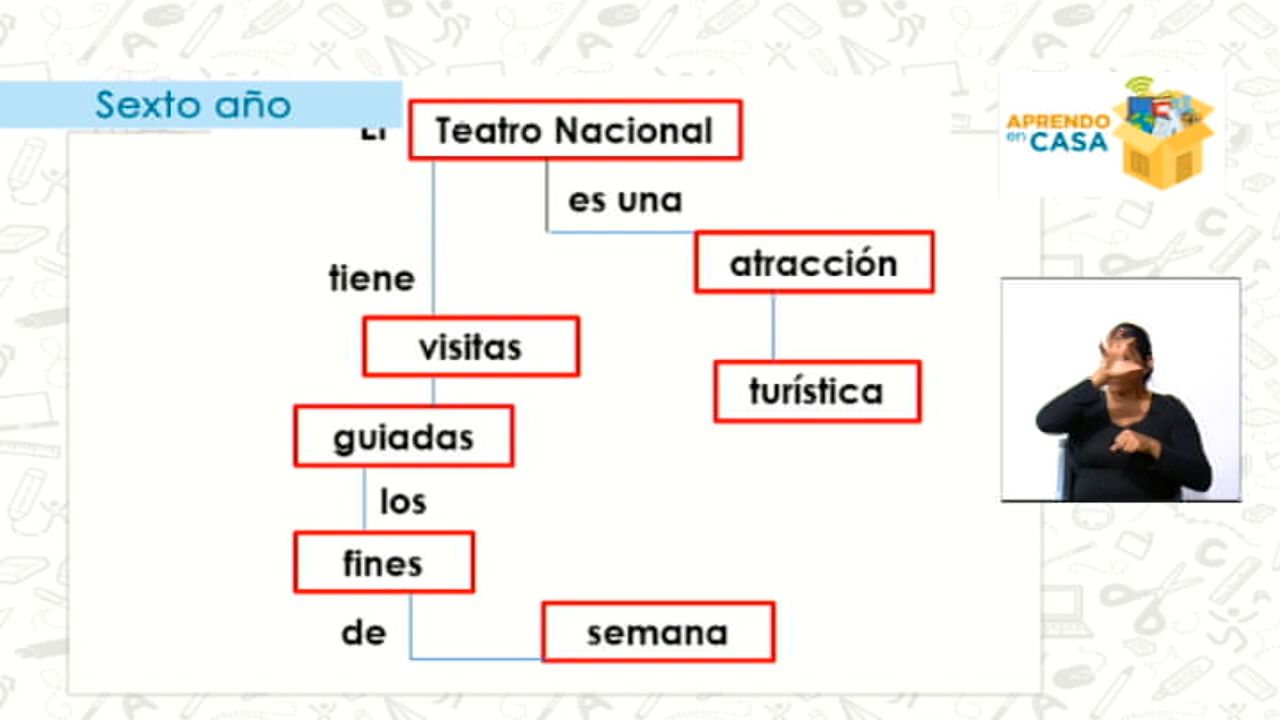 Sexto año
El Teatro Nacional
es una
atracción
tiene
visitas
turística
guiadas
los
fines
de
semana
APRENDO
en CASA